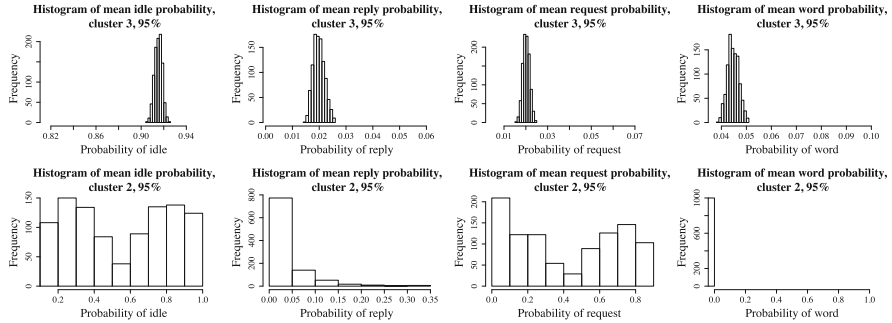 Histogram of mean idle probability,
cluster 3, 95%
Frequency
0 50 100 200
0.82 0.86 0.90 0.94
Probability of idle
Histogram of mean reply probability,
cluster 3, 95%
Frequency
0 50 100 150
0.00 0.01 0.02 0.03 0.04 0.05 0.06
Probability of reply
Histogram of mean request probability,
cluster 3, 95%
Frequency
0 50 100 200
0.01 0.03 0.05 0.07
Probability of request
Histogram of mean word probability,
cluster 3, 95%
Frequency
0 50 100 150
0.04 0.05 0.06 0.07 0.08 0.09 0.10
Probability of word
Histogram of mean idle probability,
cluster 2, 95%
Frequency
0 50 100 150
0.2 0.4 0.6 0.8 1.0
Probability of idle
Histogram of mean reply probability,
cluster 2, 95%
Frequency
0 200 400 600 800
0.00 0.05 0.10 0.15 0.20 0.25 0.30 0.35
Probability of reply
Histogram of mean request probability,
cluster 2, 95%
Frequency
0 50 100 150 200
0.0 0.2 0.4 0.6 0.8
Probability of request
Histogram of mean word probability,
cluster 2, 95%
Frequency
0 200 600 1000
0.0 0.2 0.4 0.6 0.8 1.0
Probability of word